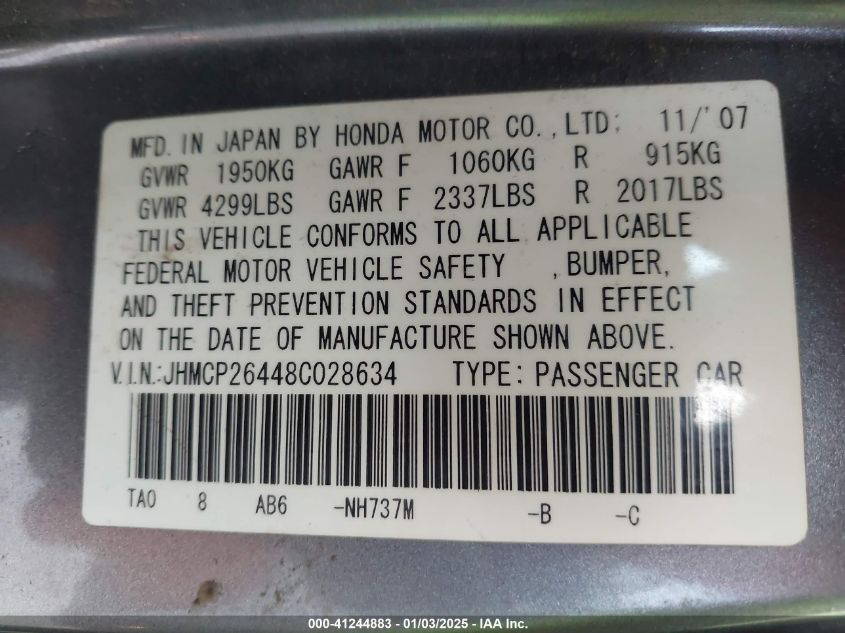 MFD. IN JAPAN BY HONDA MOTOR CO., LTD. 11/'07
GVWR 1950KG GAWR F 1060KG R 915KG
GVWR 4299LBS GAWR F 2337LBS R 2017LBS
THIS VEHICLE CONFORMS TO ALL APPLICABLE
FEDERAL MOTOR VEHICLE SAFETY , BUMPER,
AND THEFT PREVENTION STANDARDS IN EFFECT
ON THE DATE OF MANUFACTURE SHOWN ABOVE.
V.I.N.:JHMCP26448C028634 TYPE: PASSENGER CAR
TA0 8 AB6 -NH737M -B -C
000-41244883 - 01/03/2025 - COPYRIGHT © IAA, INC.